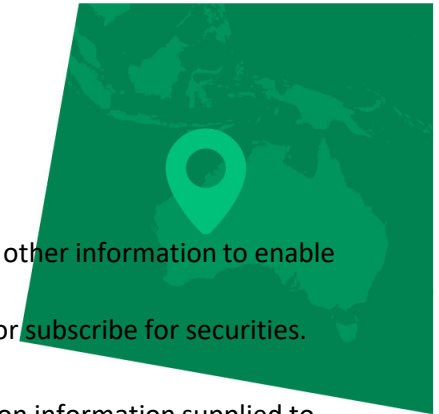 other information to enable
or subscribe for securities.
on information supplied to